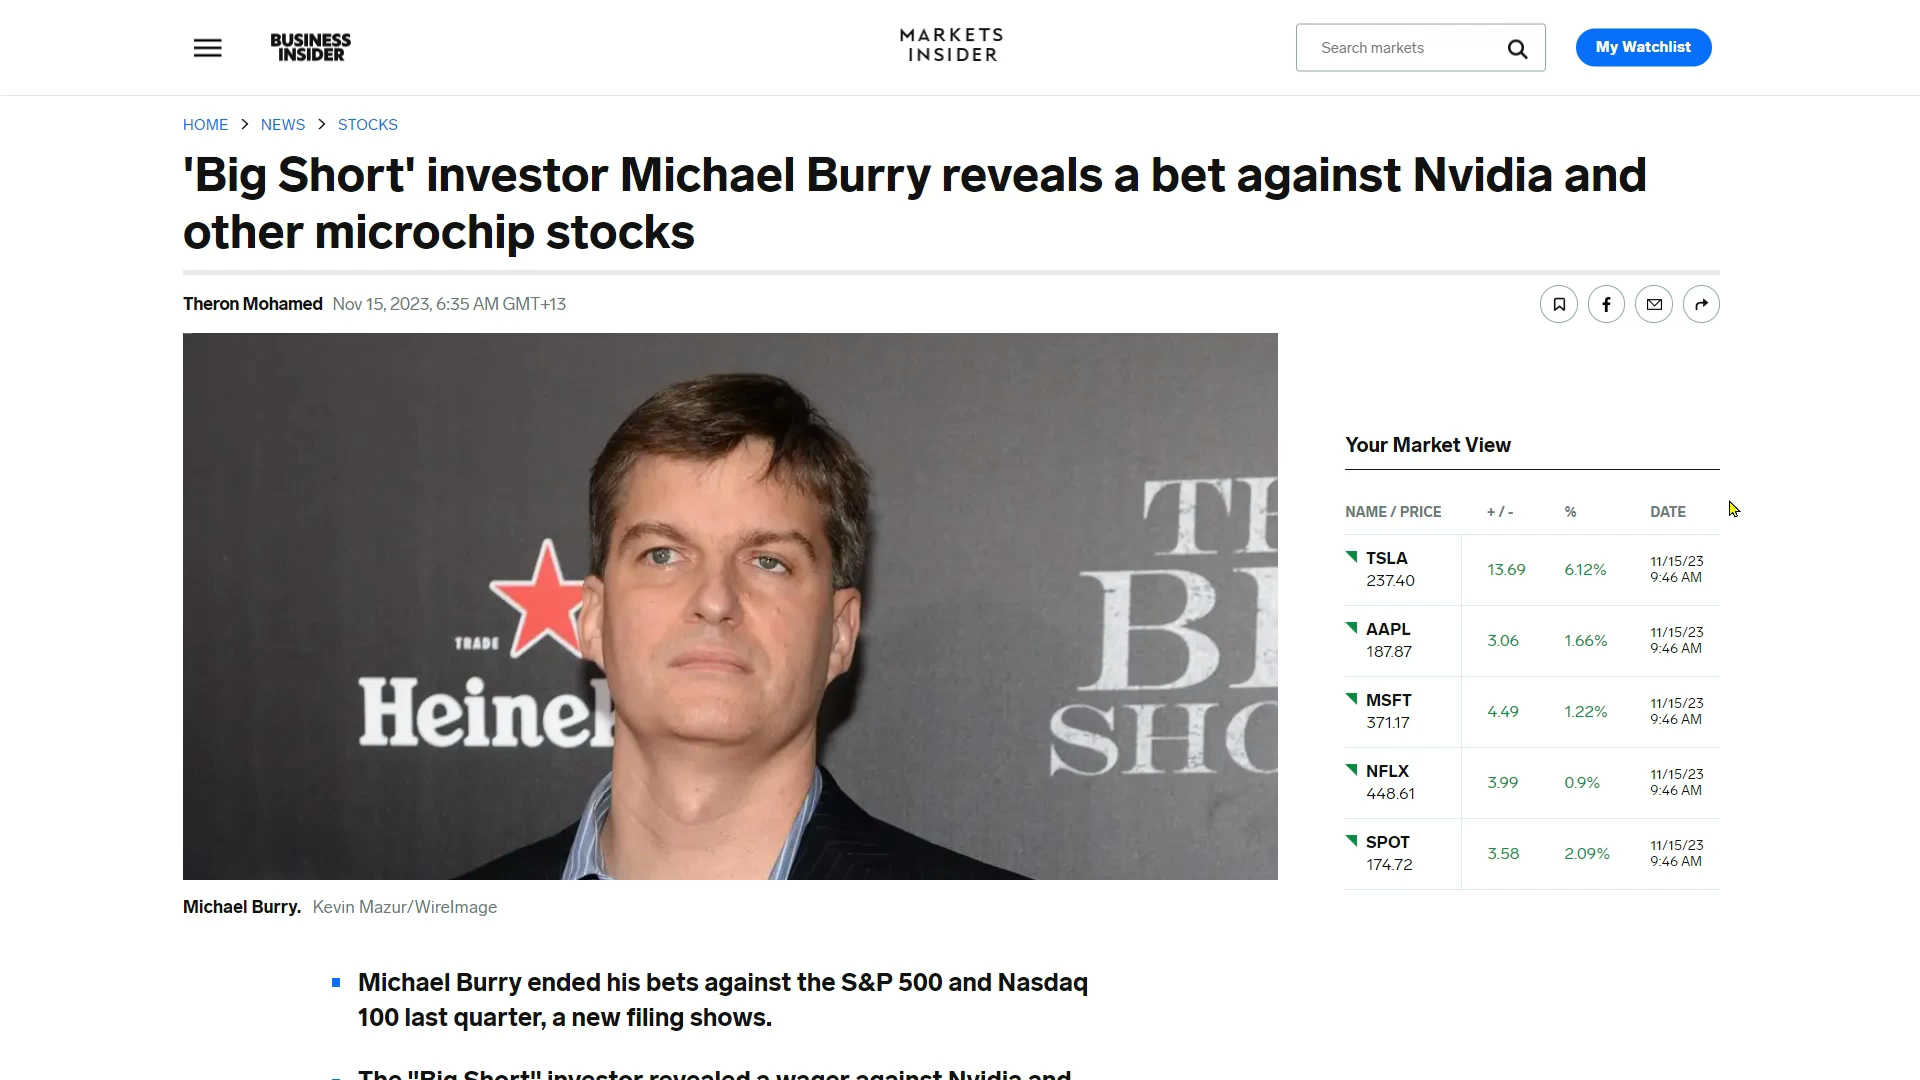 BUSINESS
INSIDER
MARKETS
INSIDER
Search markets
My Watchlist
HOME > NEWS > STOCKS
'Big Short' investor Michael Burry reveals a bet against Nvidia and
other microchip stocks
Theron Mohamed Nov 15, 2023, 6:35 AM GMT+13
TRADE
Heinek
TH
BI
SHO
Michael Burry. Kevin Mazur/WireImage
Your Market View
NAME / PRICE + / - % DATE
TSLA
237.40
13.69 6.12%
11/15/23
9:46 AM
AAPL
187.87
3.06 1.66%
11/15/23
9:46 AM
MSFT
371.17
4.49 1.22%
11/15/23
9:46 AM
NFLX
448.61
3.99 0.9%
11/15/23
9:46 AM
SPOT
174.72
3.58 2.09%
11/15/23
9:46 AM
Michael Burry ended his bets against the S&P 500 and Nasdaq
100 last quarter, a new filing shows.
The "Big Short" investor revealed a wager against Nvidia and